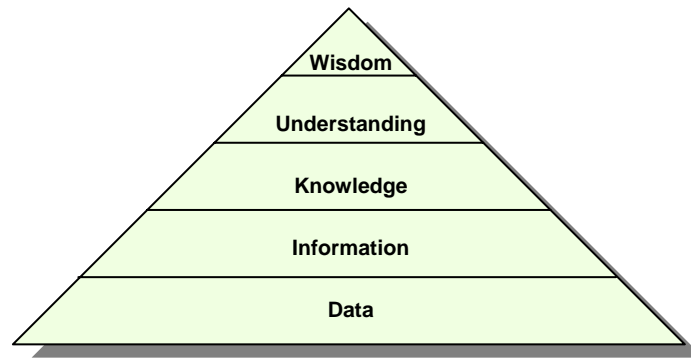 Wisdom
Understanding
Knowledge
Information
Data